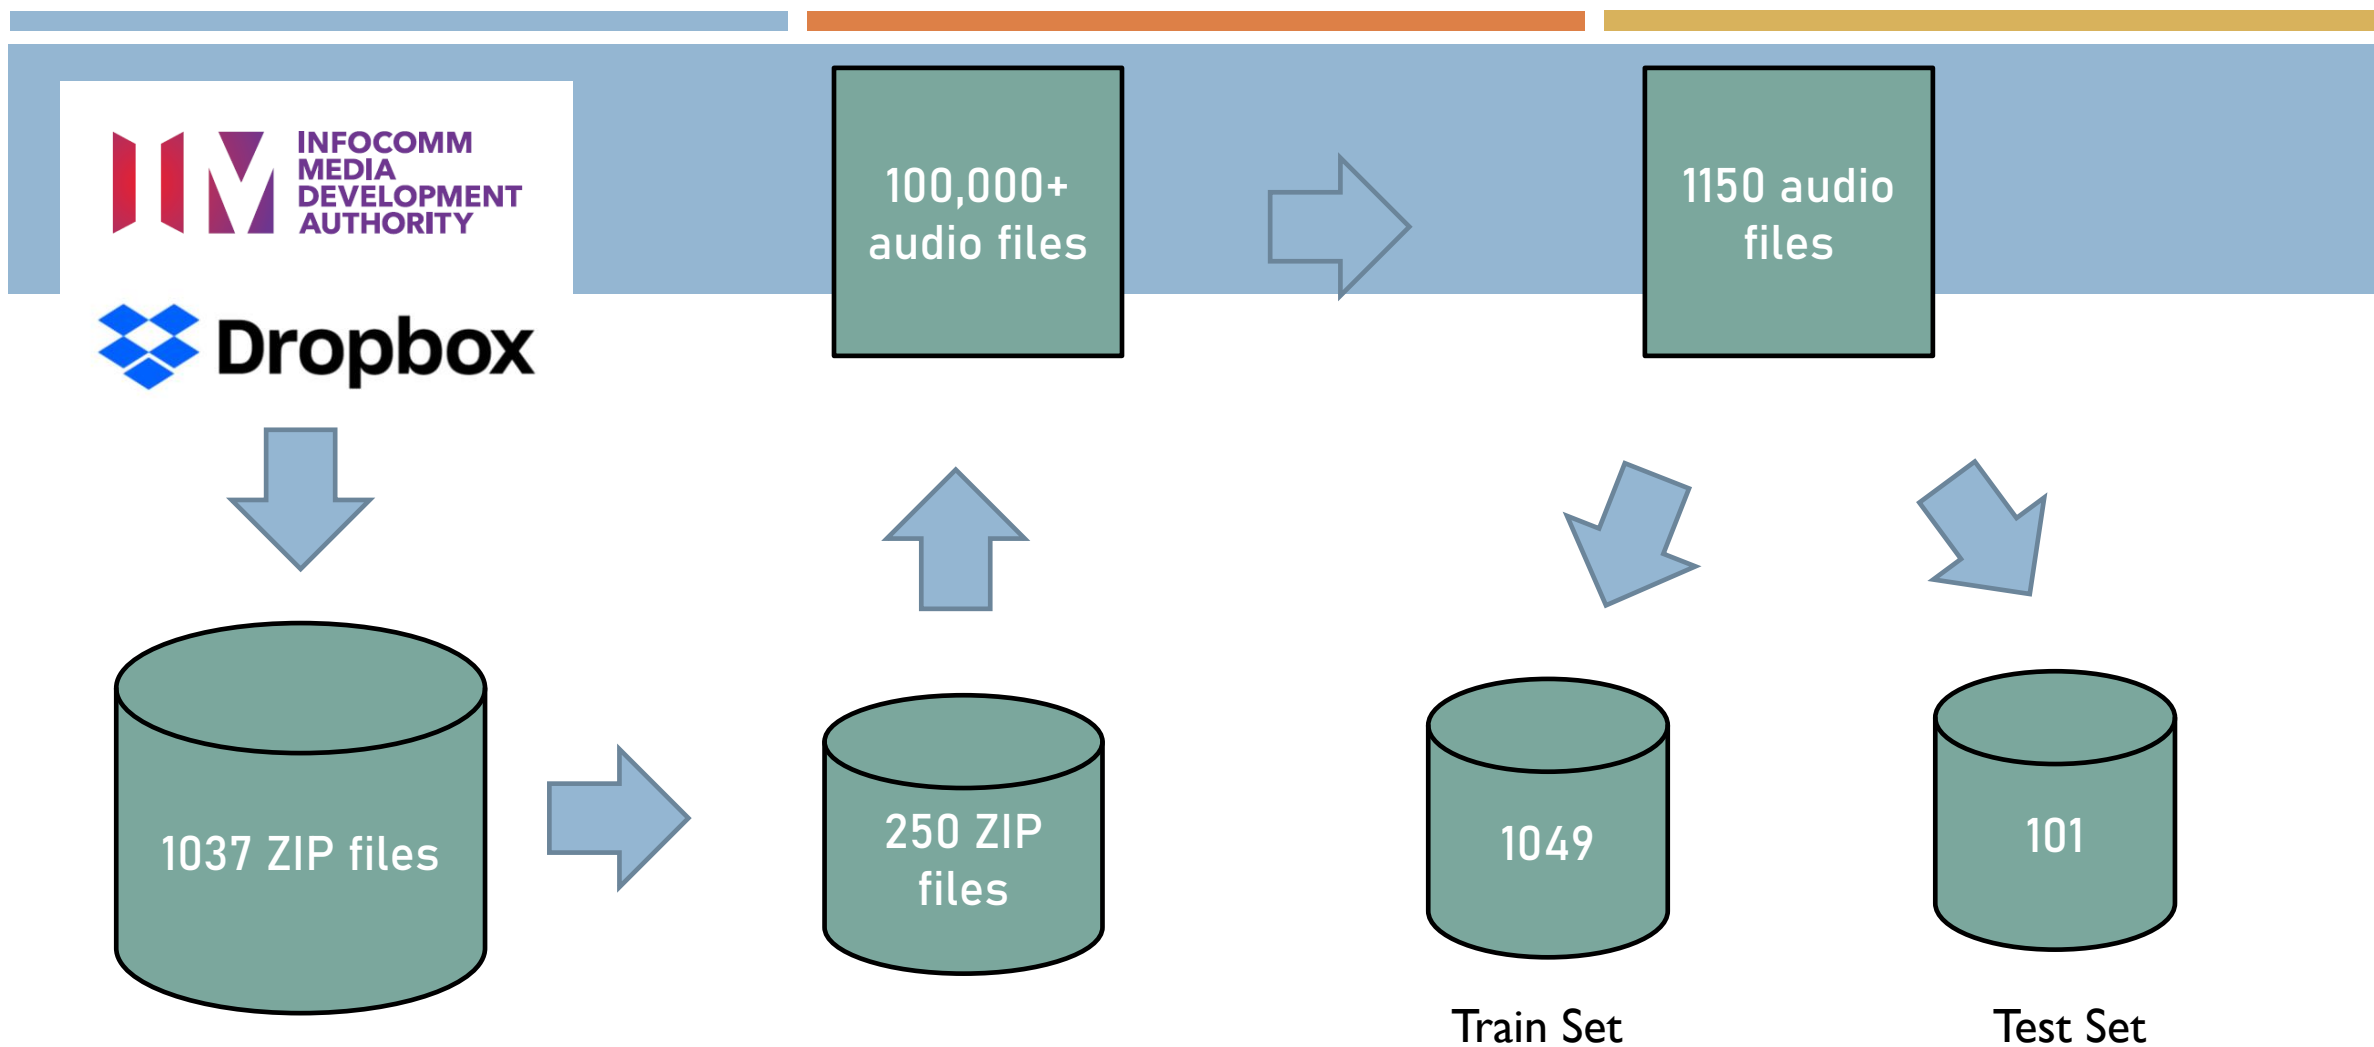 INFOCOMM
MEDIA
DEVELOPMENT
AUTHORITY
Dropbox
1037 ZIP files
250 ZIP
files
100,000+
audio files
1150 audio
files
1049
Train Set
101
Test Set